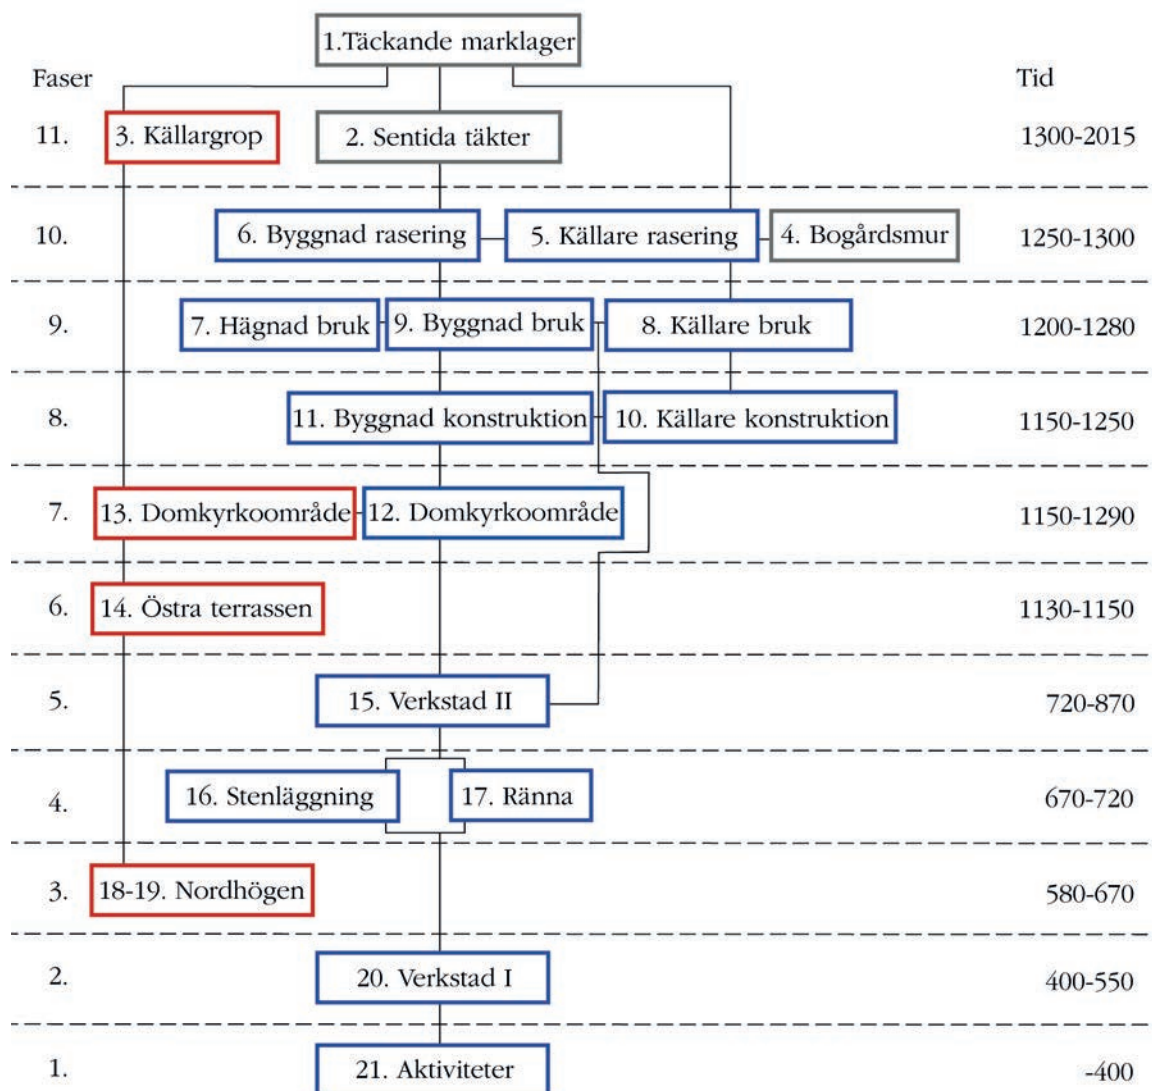 1.Täckande marklager
Faser
Tid
11.
3. Källargrop
2. Sentida täkter
1300-2015
10.
6. Byggnad rasering
5. Källare rasering
4. Bogårdsmur
1250-1300
9.
7. Hägnad bruk
9. Byggnad bruk
8. Källare bruk
1200-1280
8.
11. Byggnad konstruktion
10. Källare konstruktion
1150-1250
7.
13. Domkyrkoområde
12. Domkyrkoområde
1150-1290
6.
14. Östra terrassen
1130-1150
5.
15. Verkstad II
720-870
4.
16. Stenläggning
17. Ränna
670-720
3.
18-19. Nordhögen
580-670
2.
20. Verkstad I
400-550
1.
21. Aktiviteter
-400